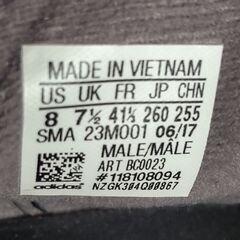 MADE IN VIETNAM
US UK FR JP CHN
8 7½ 41⅓ 260 255
SMA 23M001 06/17
MALE/MÂLE
ART BC0023
#118108094
adidas NZGK304Q00867